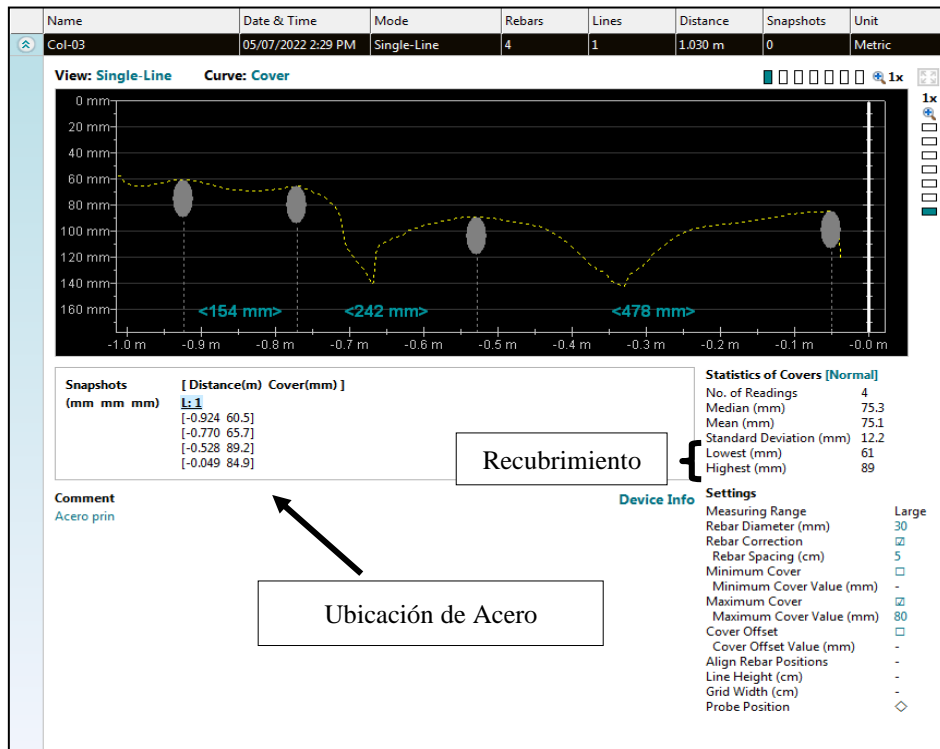 Name Date & Time Mode Rebars Lines Distance Snapshots Unit
Col-03 05/07/2022 2:29 PM Single-Line 4 1 1.030 m 0 Metric
View: Single-Line Curve: Cover 1x
1x
0 mm
20 mm
40 mm
60 mm
80 mm
100 mm
120 mm
140 mm
160 mm
<154 mm> <242 mm> <478 mm>
-1.0 m -0.9 m -0.8 m -0.7 m -0.6 m -0.5 m -0.4 m -0.3 m -0.2 m -0.1 m -0.0 m
Snapshots [ Distance(m) Cover(mm) ]
(mm mm mm) L: 1
[-0.924 60.5]
[-0.770 65.7]
[-0.528 89.2]
[-0.049 84.9]
Statistics of Covers [Normal]
No. of Readings 4
Median (mm) 75.3
Mean (mm) 75.1
Standard Deviation (mm) 12.2
Lowest (mm) 61
Highest (mm) 89
Recubrimiento
Comment Device Info
Acero prin
Ubicación de Acero
Settings
Measuring Range Large
Rebar Diameter (mm) 30
Rebar Correction ☑
Rebar Spacing (cm) 5
Minimum Cover ☐
Minimum Cover Value (mm) -
Maximum Cover ☑
Maximum Cover Value (mm) 80
Cover Offset ☐
Cover Offset Value (mm) -
Align Rebar Positions -
Line Height (cm) -
Grid Width (cm) -
Probe Position ◇